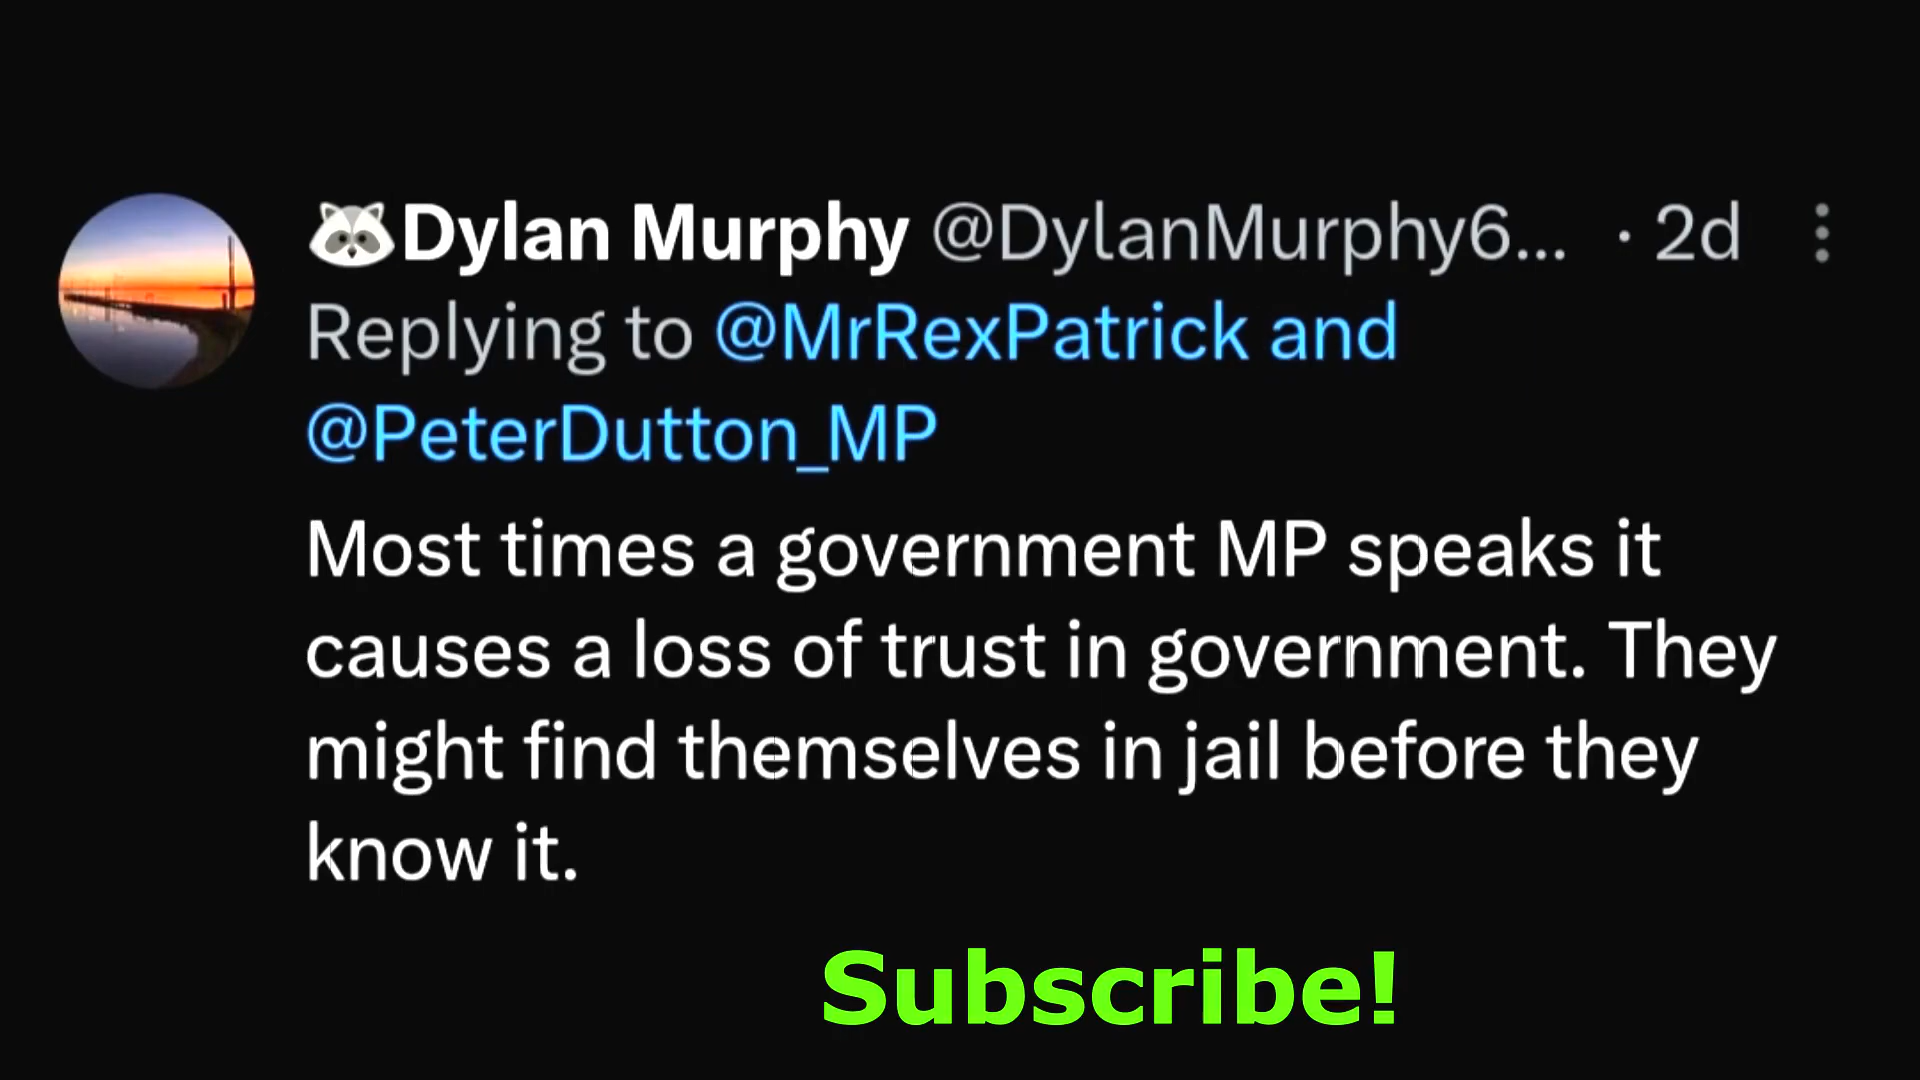 🦝Dylan Murphy @DylanMurphy6... · 2d
Replying to @MrRexPatrick and
@PeterDutton_MP
Most times a government MP speaks it
causes a loss of trust in government. They
might find themselves in jail before they
know it.
Subscribe!